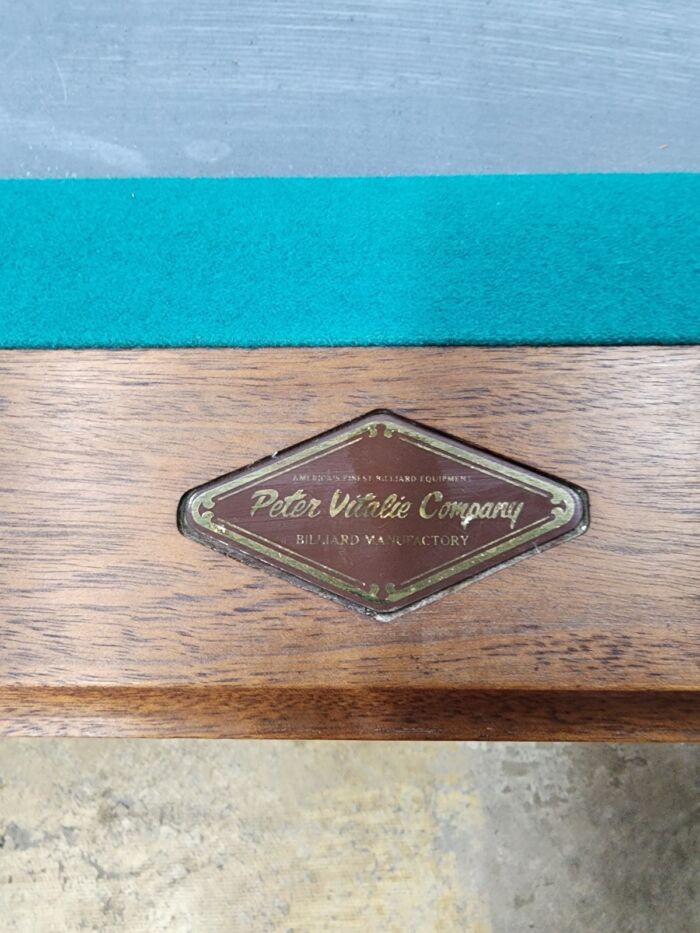 AMERICA'S FINEST BILLIARD EQUIPMENT
Peter Vitalie Company
BILLIARD MANUFACTORY